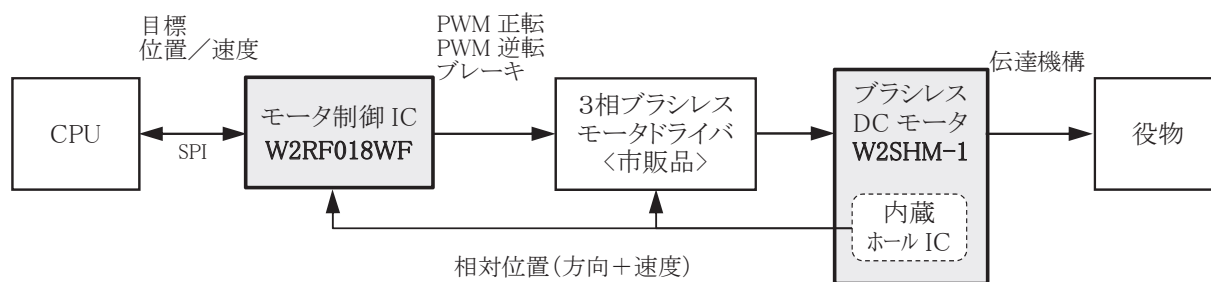 目標
位置／速度
PWM 正転
PWM 逆転
ブレーキ
伝達機構
CPU
SPI
モータ制御 IC
W2RF018WF
3相ブラシレス
モータドライバ
〈市販品〉
ブラシレス
DC モータ
W2SHM-1
内蔵
ホール IC
役物
相対位置（方向＋速度）